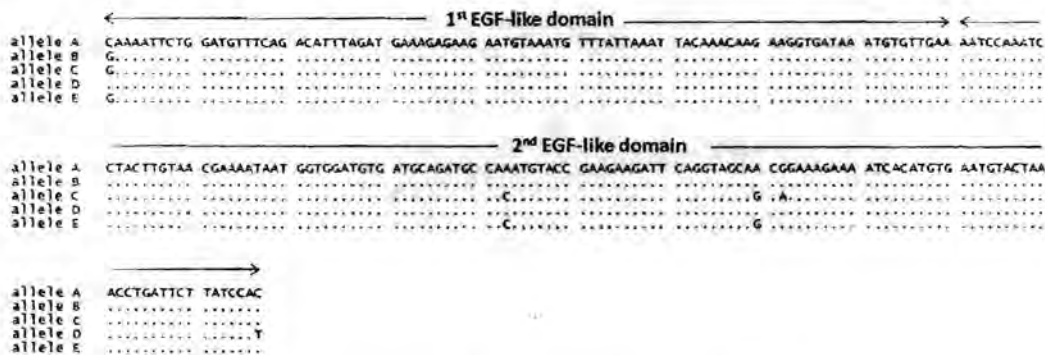 1st EGF-like domain
allele A CAAAATTCTG GATGTTTCAG ACATTTAGAT GAAAGAGAAG AATGTAAATG TTTATTAAAT TACAAACAAG AAGGTGATAA ATGTGTTGAA AATCCAAATC
allele B G......... .......... .......... .......... .......... .......... .......... .......... .......... ..........
allele C G......... .......... .......... .......... .......... .......... .......... .......... .......... ..........
allele D .......... .......... .......... .......... .......... .......... .......... .......... .......... ..........
allele E G......... .......... .......... .......... .......... .......... .......... .......... .......... ..........
2nd EGF-like domain
allele A CTACTTGTAA CGAAAATAAT GGTGGATGTG ATGCAGATGC CAAATGTACC GAAGAAGATT CAGGTAGCAA CGGAAAGAAA ATCACATGTG AATGTACTAA
allele B .......... .......... .......... .......... .......... .......... .......... .......... .......... ..........
allele C .......... .......... .......... .......... ..C....... .......... .........G .A........ .......... ..........
allele D .......... .......... .......... .......... .......... .......... .......... .......... .......... ..........
allele E .......... .......... .......... .......... ..C....... .......... .........G .......... .......... ..........
allele A ACCTGATTCT TATCCAC
allele B .......... .......
allele C .......... .......
allele D .......... ......T
allele E .......... .......